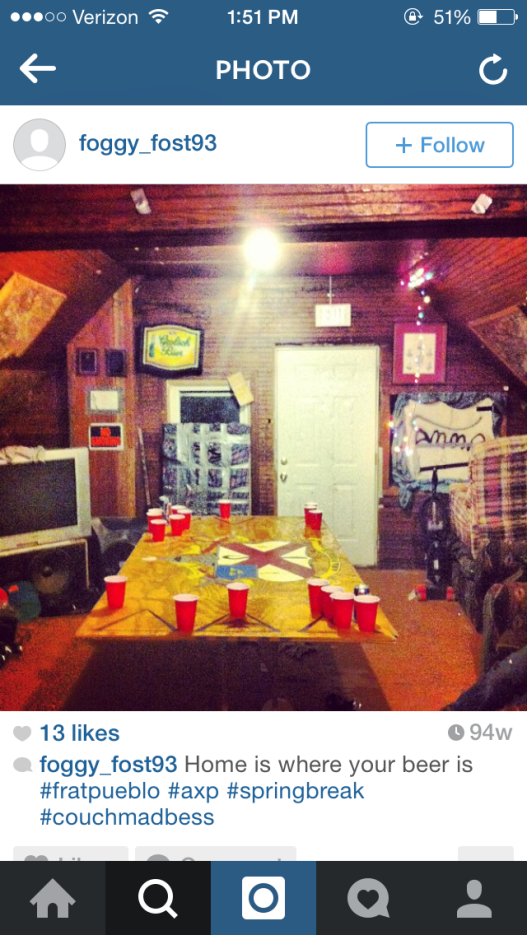 Verizon 1:51 PM 51%
PHOTO
foggy_fost93
+ Follow
13 likes
94w
foggy_fost93 Home is where your beer is
#fratpueblo #axp #springbreak
#couchmadbess